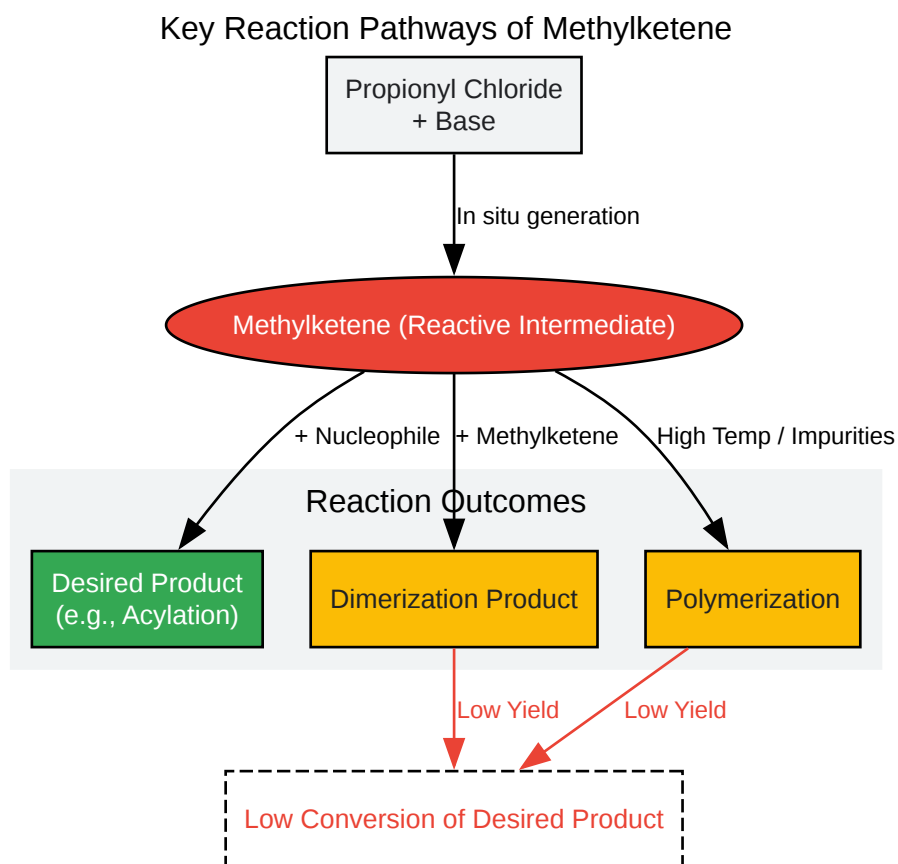 Key Reaction Pathways of Methylketene
Propionyl Chloride
+ Base
In situ generation
Methylketene (Reactive Intermediate)
+ Nucleophile
+ Methylketene
High Temp / Impurities
Reaction Outcomes
Desired Product
(e.g., Acylation)
Dimerization Product
Polymerization
Low Yield
Low Yield
Low Conversion of Desired Product